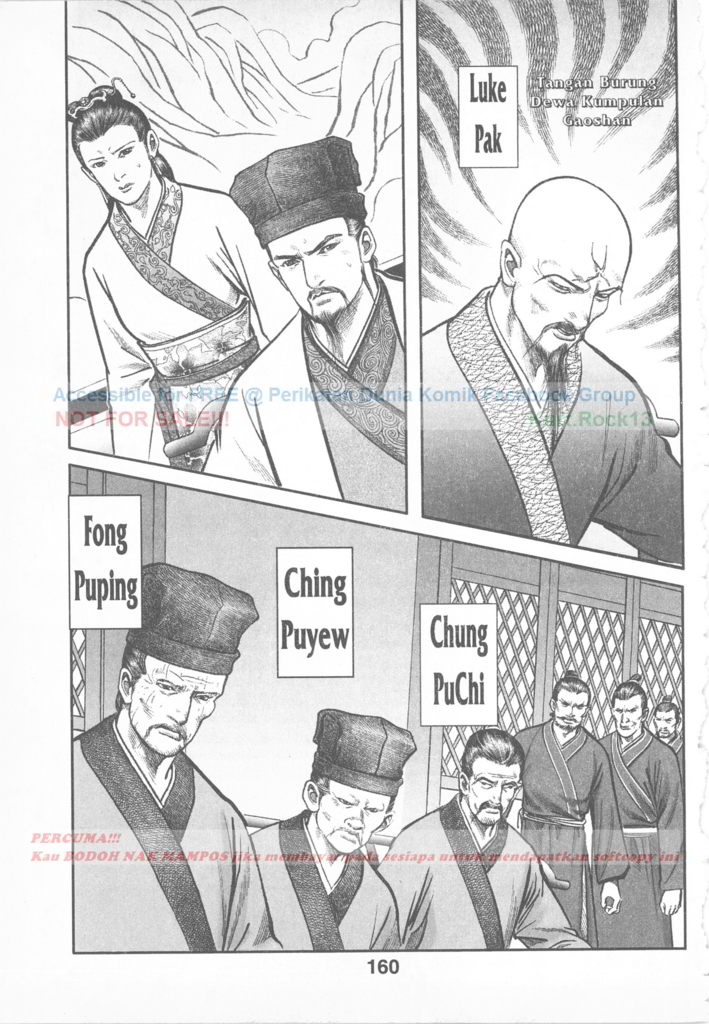 Luke
Pak
Tangan Burung
Dewa Kumpulan
Gaoshan
Accessible for FREE @ Perikatan Dunia Komik Facebook Group
NOT FOR SALE!!!
Kurt.Rock13
Fong
Puping
Ching
Puyew
Chung
PuChi
PERCUMA!!!
Kau BODOH NAK MAMPOS jika membayar pada sesiapa untuk mendapatkan softcopy ini
160